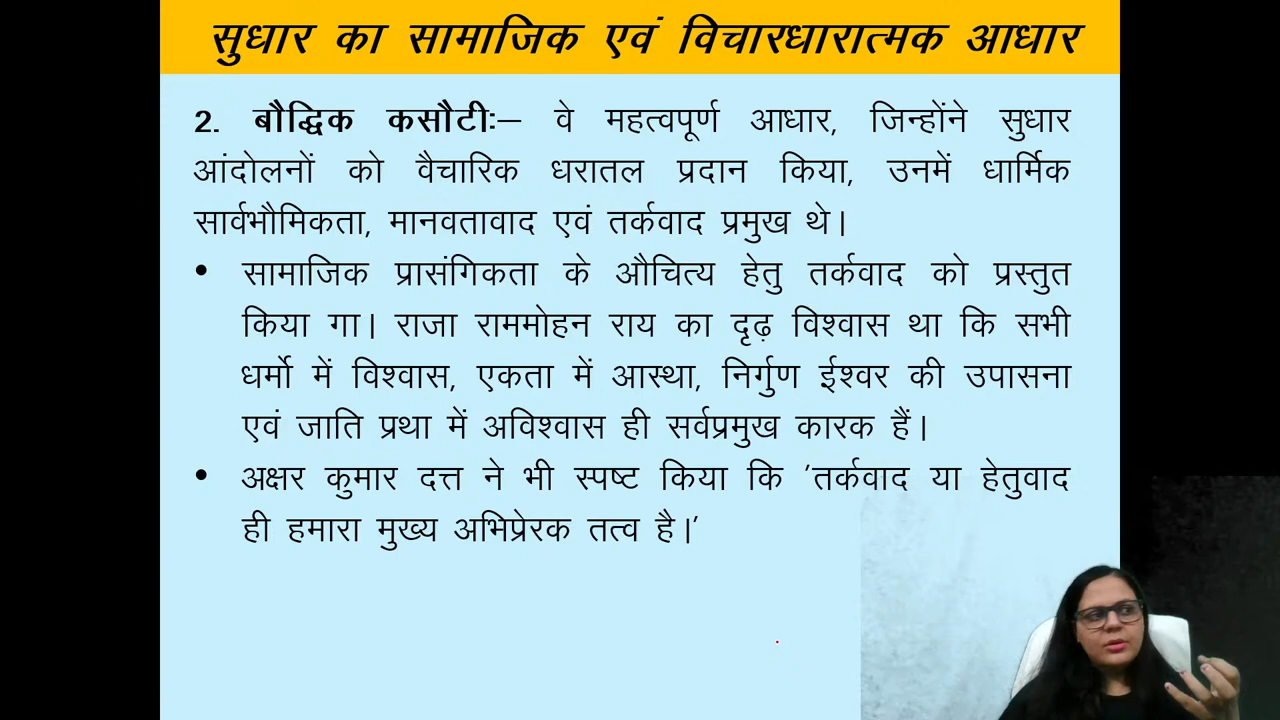 सुधार का सामाजिक एवं विचारधारात्मक आधार
2. बौद्धिक कसौटीः– वे महत्वपूर्ण आधार, जिन्होंने सुधार
आंदोलनों को वैचारिक धरातल प्रदान किया, उनमें धार्मिक
सार्वभौमिकता, मानवतावाद एवं तर्कवाद प्रमुख थे।
• सामाजिक प्रासंगिकता के औचित्य हेतु तर्कवाद को प्रस्तुत
किया गा। राजा राममोहन राय का दृढ़ विश्वास था कि सभी
धर्मो में विश्वास, एकता में आस्था, निर्गुण ईश्वर की उपासना
एवं जाति प्रथा में अविश्वास ही सर्वप्रमुख कारक हैं।
• अक्षर कुमार दत्त ने भी स्पष्ट किया कि 'तर्कवाद या हेतुवाद
ही हमारा मुख्य अभिप्रेरक तत्व है।'